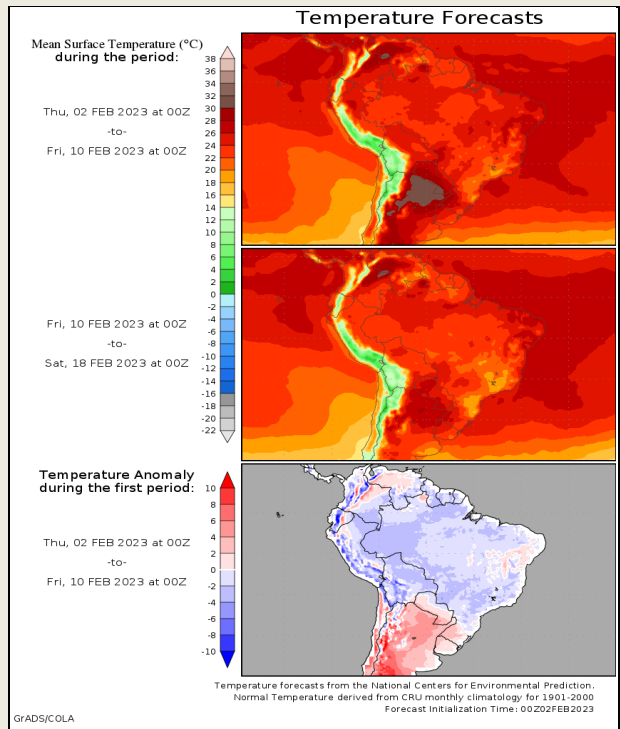 Temperature Forecasts
Mean Surface Temperature (°C)
during the period:
Thu, 02 FEB 2023 at 00Z
-to-
Fri, 10 FEB 2023 at 00Z
38
36
34
32
30
28
26
24
22
20
18
16
14
12
10
8
6
4
2
0
-2
-4
-6
-8
-10
-12
-14
-16
-18
-20
-22
Fri, 10 FEB 2023 at 00Z
-to-
Sat, 18 FEB 2023 at 00Z
Temperature Anomaly
during the first period:
Thu, 02 FEB 2023 at 00Z
-to-
Fri, 10 FEB 2023 at 00Z
10
8
6
4
2
0
-2
-4
-6
-8
-10
Temperature forecasts from the National Centers for Environmental Prediction.
Normal Temperature derived from CRU monthly climatology for 1901-2000
Forecast Initialization Time: 00Z02FEB2023
GrADS/COLA